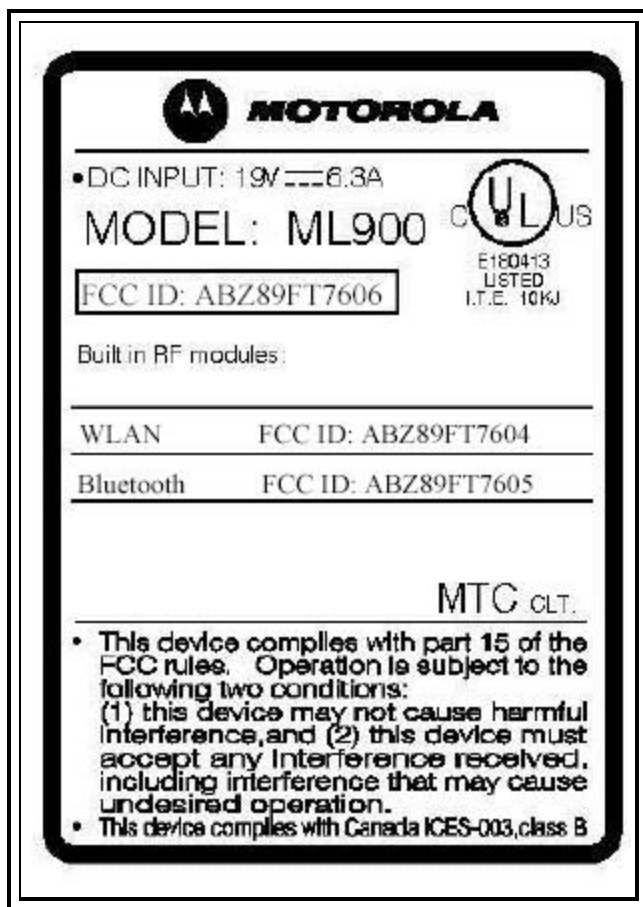 MOTOROLA
•DC INPUT: 19V⎓6.3A
MODEL: ML900
C UL US
E180413
LISTED
I.T.E. 10KJ
FCC ID: ABZ89FT7606
Built in RF modules:
WLAN FCC ID: ABZ89FT7604
Bluetooth FCC ID: ABZ89FT7605
MTC CLT.
• This device complies with part 15 of the
FCC rules. Operation is subject to the
following two conditions:
(1) this device may not cause harmful
interference,and (2) this device must
accept any interference received,
including interference that may cause
undesired operation.
• This device complies with Canada ICES-003,class B